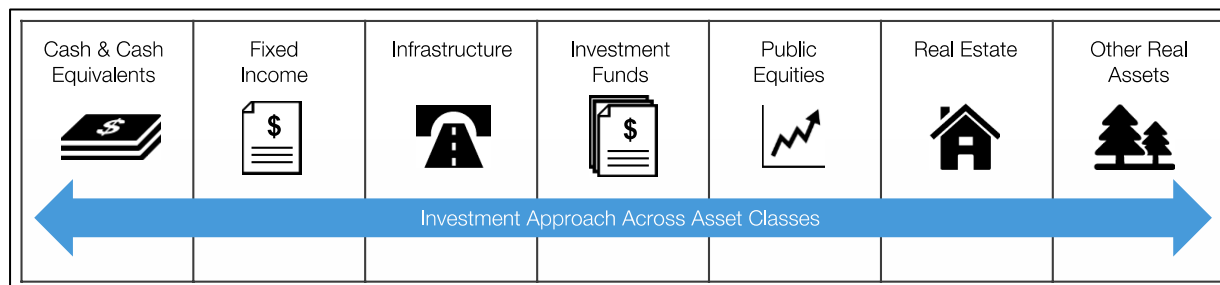 Cash & Cash
Equivalents
Fixed
Income
Infrastructure
Investment
Funds
Public
Equities
Real Estate
Other Real
Assets
$
$
$
Investment Approach Across Asset Classes